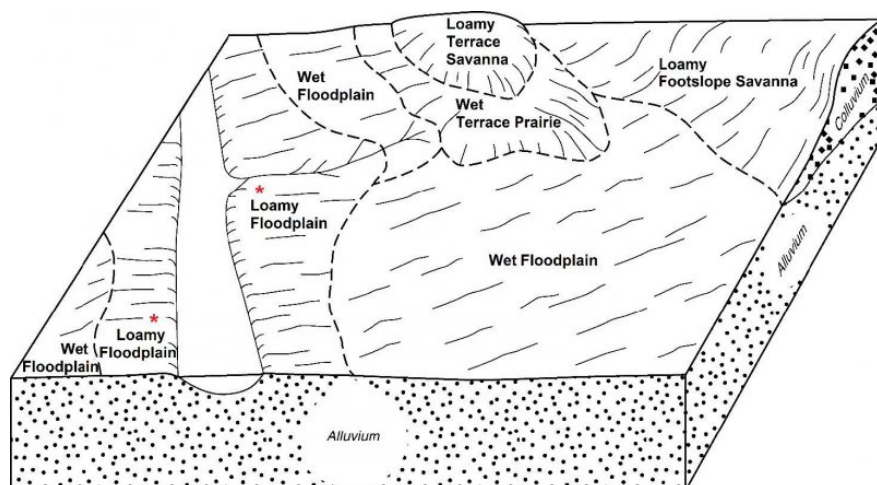 Loamy
Terrace
Savanna
Wet
Floodplain
Loamy
Footslope Savanna
Colluvium
Wet
Terrace Prairie
*
Loamy
Floodplain
Alluvium
Wet Floodplain
*
Loamy
Floodplain
Wet
Floodplain
Alluvium